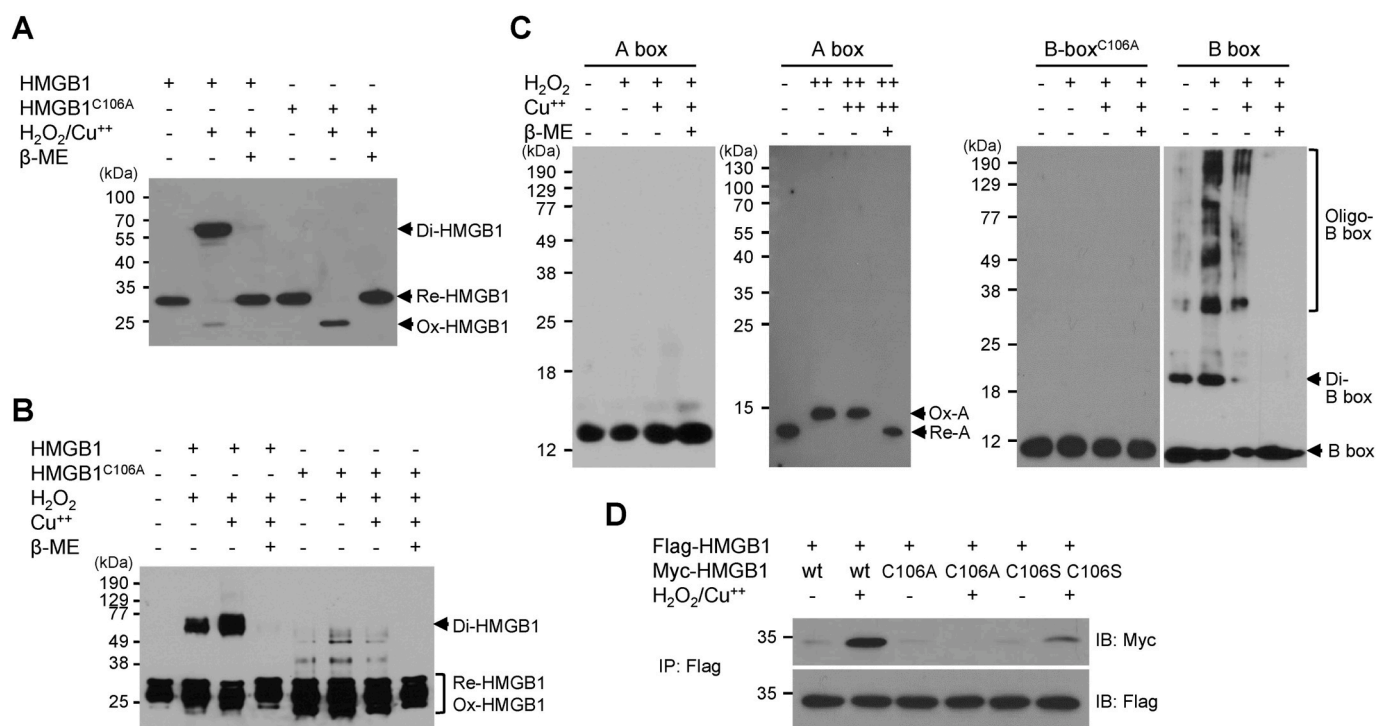 A
HMGB1 + + + - - -
HMGB1C106A - - - + + +
H2O2/Cu++ - + + - + +
β-ME - - + - - +
(kDa)
100
70
55
40
35
25
Di-HMGB1
Re-HMGB1
Ox-HMGB1
B
HMGB1 - + + + - - - -
HMGB1C106A - - - - + + + +
H2O2 - + + + - + + +
Cu++ - - + + - - + +
β-ME - - - + - - - +
(kDa)
190
129
77
49
38
25
Di-HMGB1
Re-HMGB1
Ox-HMGB1
C
A box A box B-boxC106A B box
H2O2 - + + + - ++ ++ ++ - + + + - + + +
Cu++ - - + + - - ++ ++ - - + + - - + +
β-ME - - - + - - - + - - - + - - - +
(kDa)
190
129
77
49
38
25
18
12
(kDa)
130
100
70
55
40
35
25
15
Ox-A
Re-A
(kDa)
190
129
77
49
38
25
18
12
Oligo-
B box
Di-
B box
B box
D
Flag-HMGB1 + + + + + +
Myc-HMGB1 wt wt C106A C106A C106S C106S
H2O2/Cu++ - + - + - +
IP: Flag
35
IB: Myc
35
IB: Flag